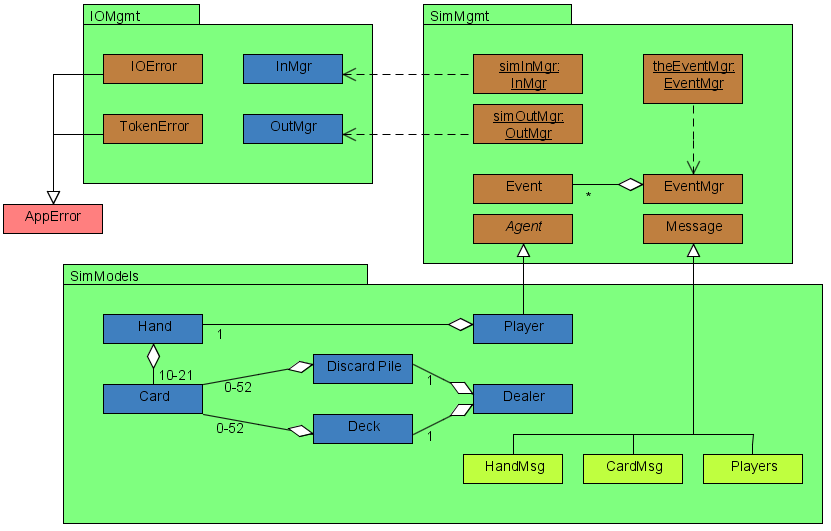 IOMgmt
SimMgmt
IOError
InMgr
simInMgr:
InMgr
theEventMgr:
EventMgr
TokenError
OutMgr
simOutMgr:
OutMgr
Event
*
EventMgr
AppError
Agent
Message
SimModels
Hand
1
Player
10-21
Discard Pile
0-52
1
Card
Dealer
0-52
Deck
1
HandMsg
CardMsg
Players